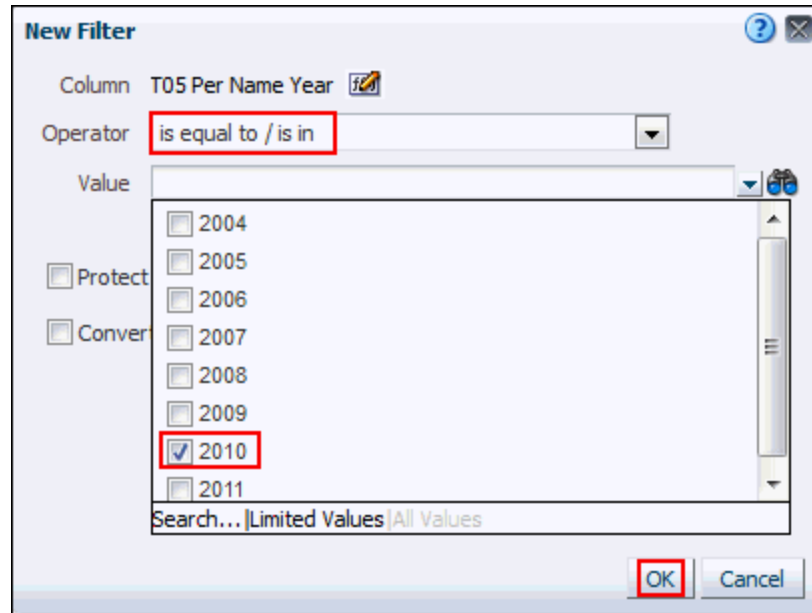 New Filter
Column T05 Per Name Year
Operator is equal to / is in
Value
2004
2005
Protect
2006
Conver
2007
2008
2009
2010
2011
Search...|Limited Values|All Values
OK Cancel